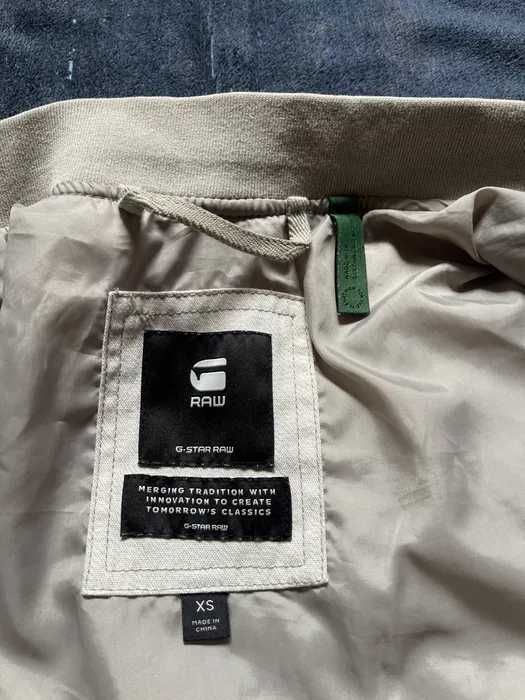 RAW
G-STAR RAW
MERGING TRADITION WITH
INNOVATION TO CREATE
TOMORROW'S CLASSICS
G-STAR RAW
XS
MADE IN
CHINA